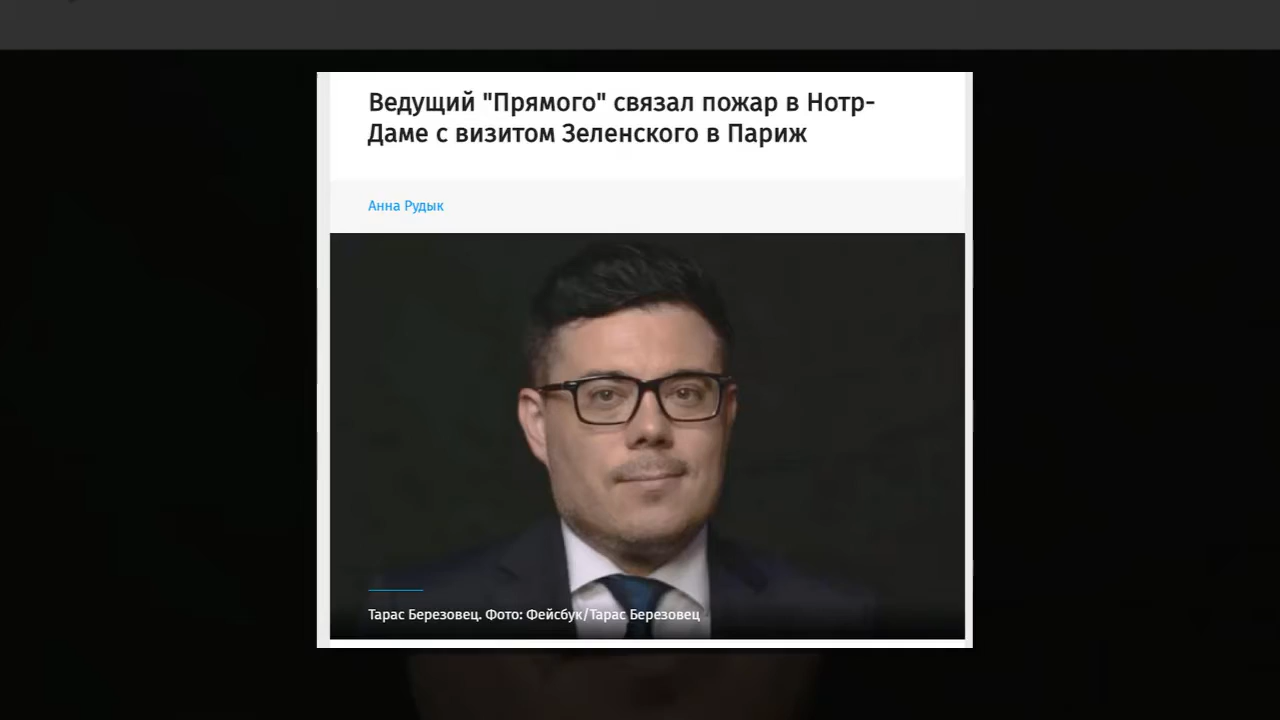 Ведущий "Прямого" связал пожар в Нотр-
Даме с визитом Зеленского в Париж
Анна Рудык
Тарас Березовец. Фото: Фейсбук/Тарас Березовец